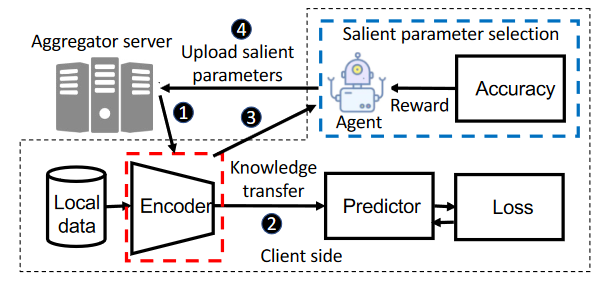 Aggregator server
4
Upload salient
parameters
Salient parameter selection
Agent
Reward
Accuracy
1
3
Local
data
Encoder
Knowledge
transfer
2
Predictor
Loss
Client side